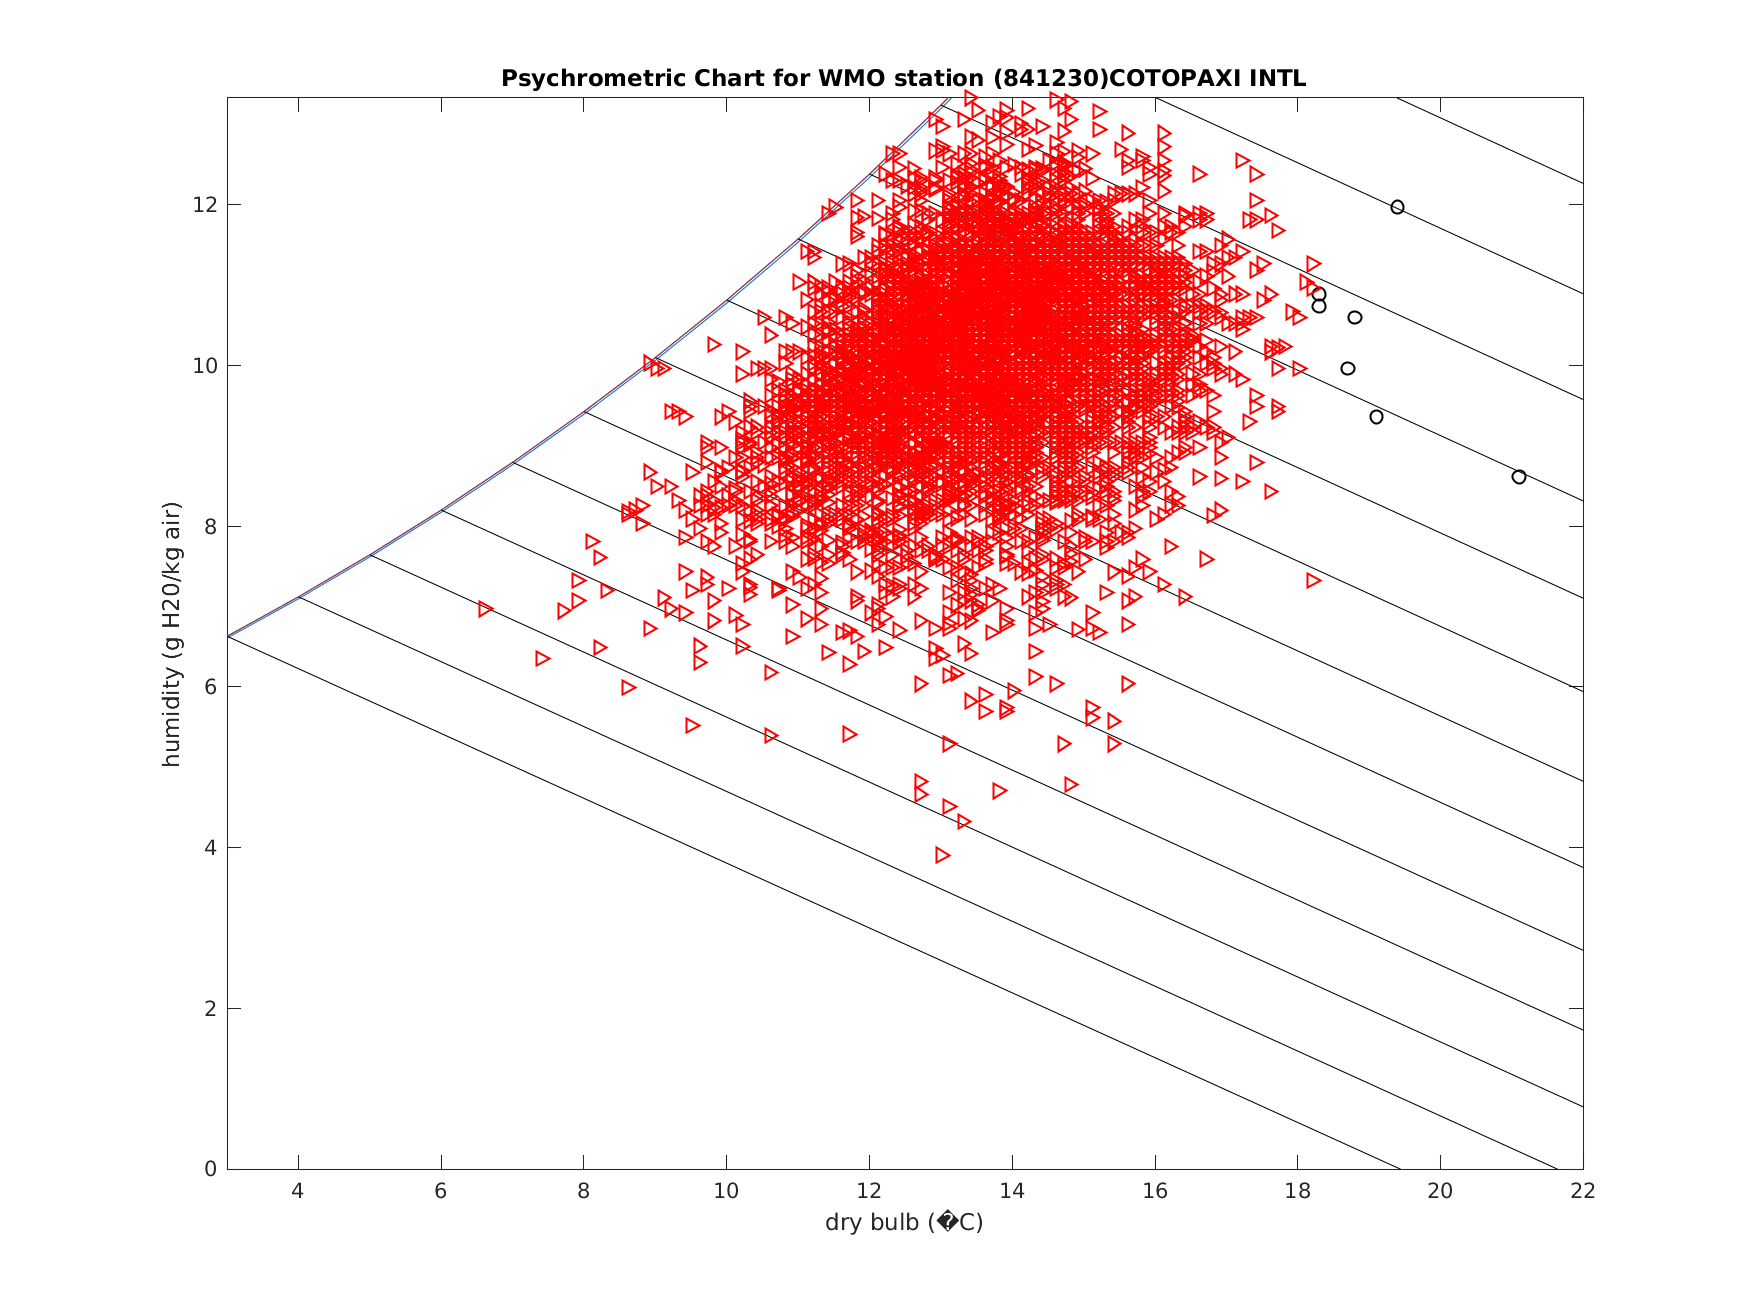 Psychrometric Chart for WMO station (841230)COTOPAXI INTL
12
10
8
6
4
2
0
humidity (g H20/kg air)
4 6 8 10 12 14 16 18 20 22
dry bulb (�C)